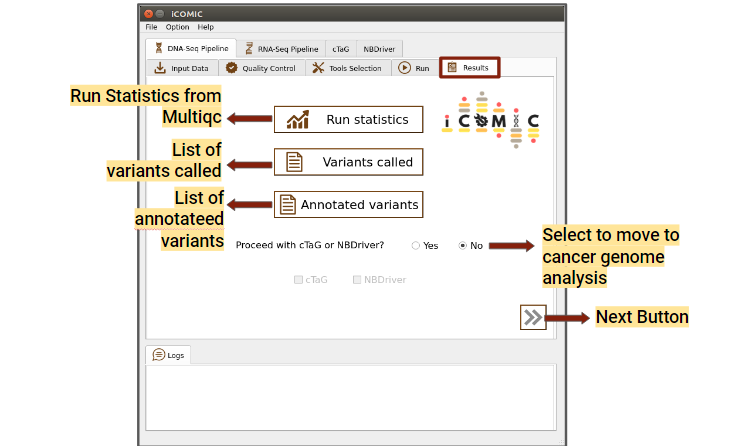 iCOMIC
File Option Help
DNA-Seq Pipeline RNA-Seq Pipeline cTaG NBDriver
Input Data Quality Control Tools Selection Run Results
Run Statistics from
Multiqc
Run statistics
iCOMIC
List of
variants called
Variants called
List of
annotateed
variants
Annotated variants
Proceed with cTaG or NBDriver? Yes No
Select to move to
cancer genome
analysis
cTaG NBDriver
Next Button
Logs